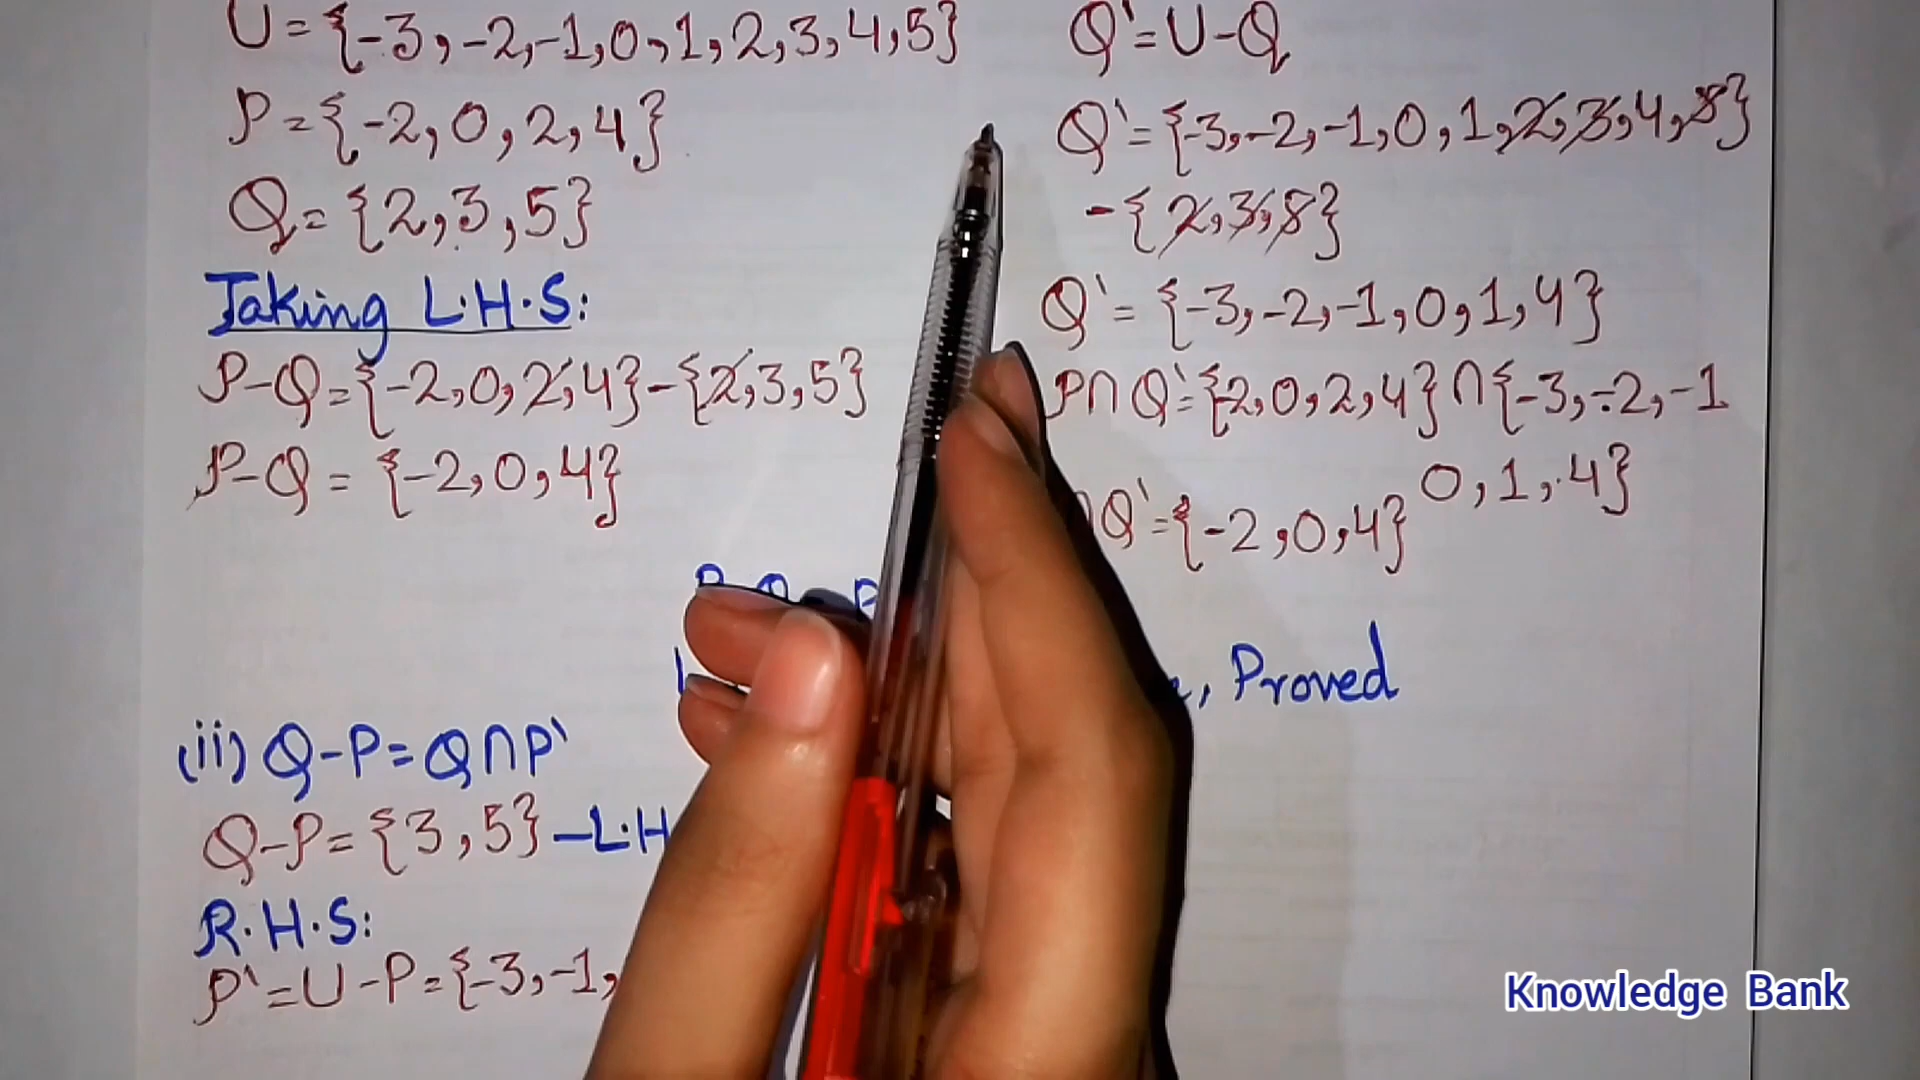 U = {-3, -2, -1, 0, 1, 2, 3, 4, 5}
P = {-2, 0, 2, 4}
Q = {2, 3, 5}
Taking L.H.S:
P-Q = {-2, 0, 2, 4} - {2, 3, 5}
P-Q = {-2, 0, 4}
Q' = U-Q
Q' = {-3, -2, -1, 0, 1, 2, 3, 4, 5}
- {2, 3, 5}
Q' = {-3, -2, -1, 0, 1, 4}
P∩Q' = {-2, 0, 2, 4} ∩ {-3, -2, -1
0, 1, 4}
∩Q' = {-2, 0, 4}
, Proved
(ii) Q-P = Q∩P'
Q-P = {3, 5} - L.H
R.H.S:
P' = U - P = {-3, -1,
Knowledge Bank